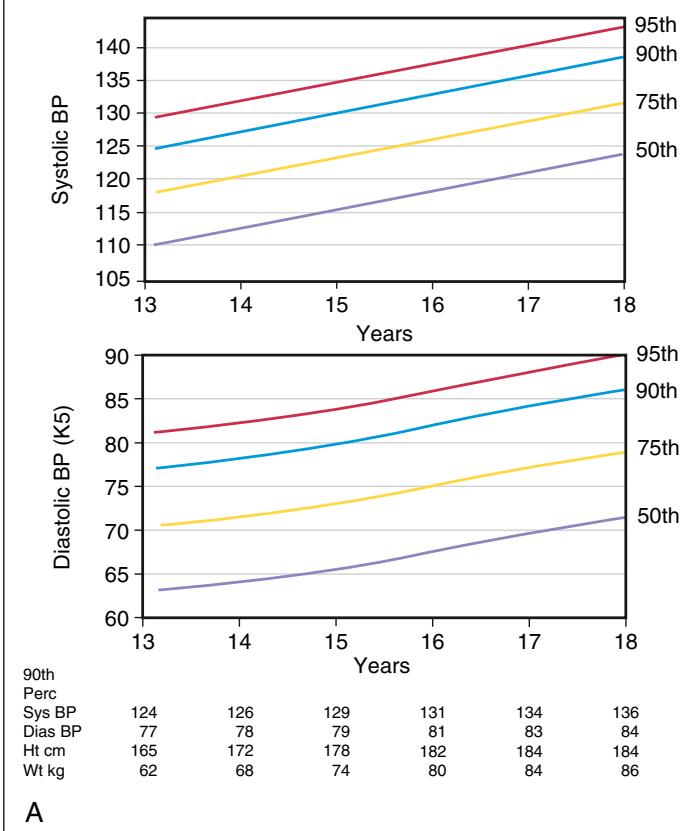 95th
140
90th
135
130
75th
125
50th
120
115
110
105
Systolic BP
13 14 15 16 17 18
Years
90
95th
85
90th
80
75th
75
70
50th
65
60
Diastolic BP (K5)
13 14 15 16 17 18
Years
90th
Perc
Sys BP 124 126 129 131 134 136
Dias BP 77 78 79 81 83 84
Ht cm 165 172 178 182 184 184
Wt kg 62 68 74 80 84 86
A